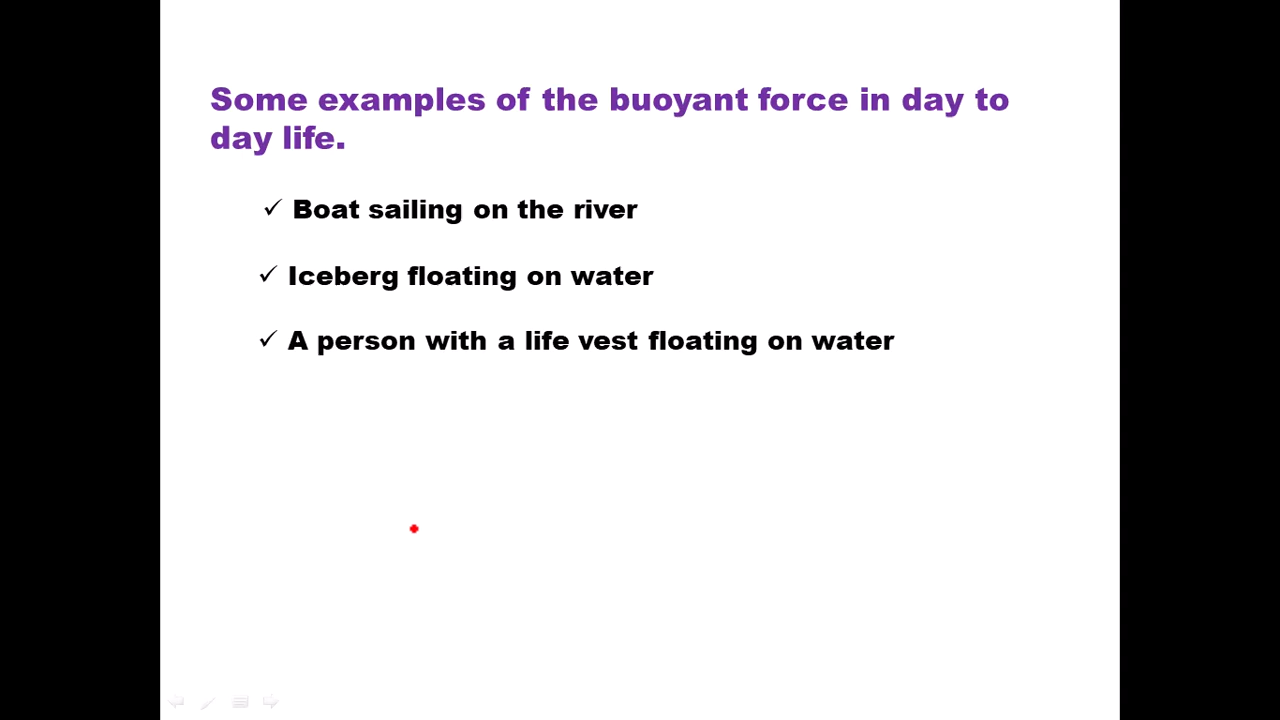 Some examples of the buoyant force in day to
day life.
✓ Boat sailing on the river
✓ Iceberg floating on water
✓ A person with a life vest floating on water